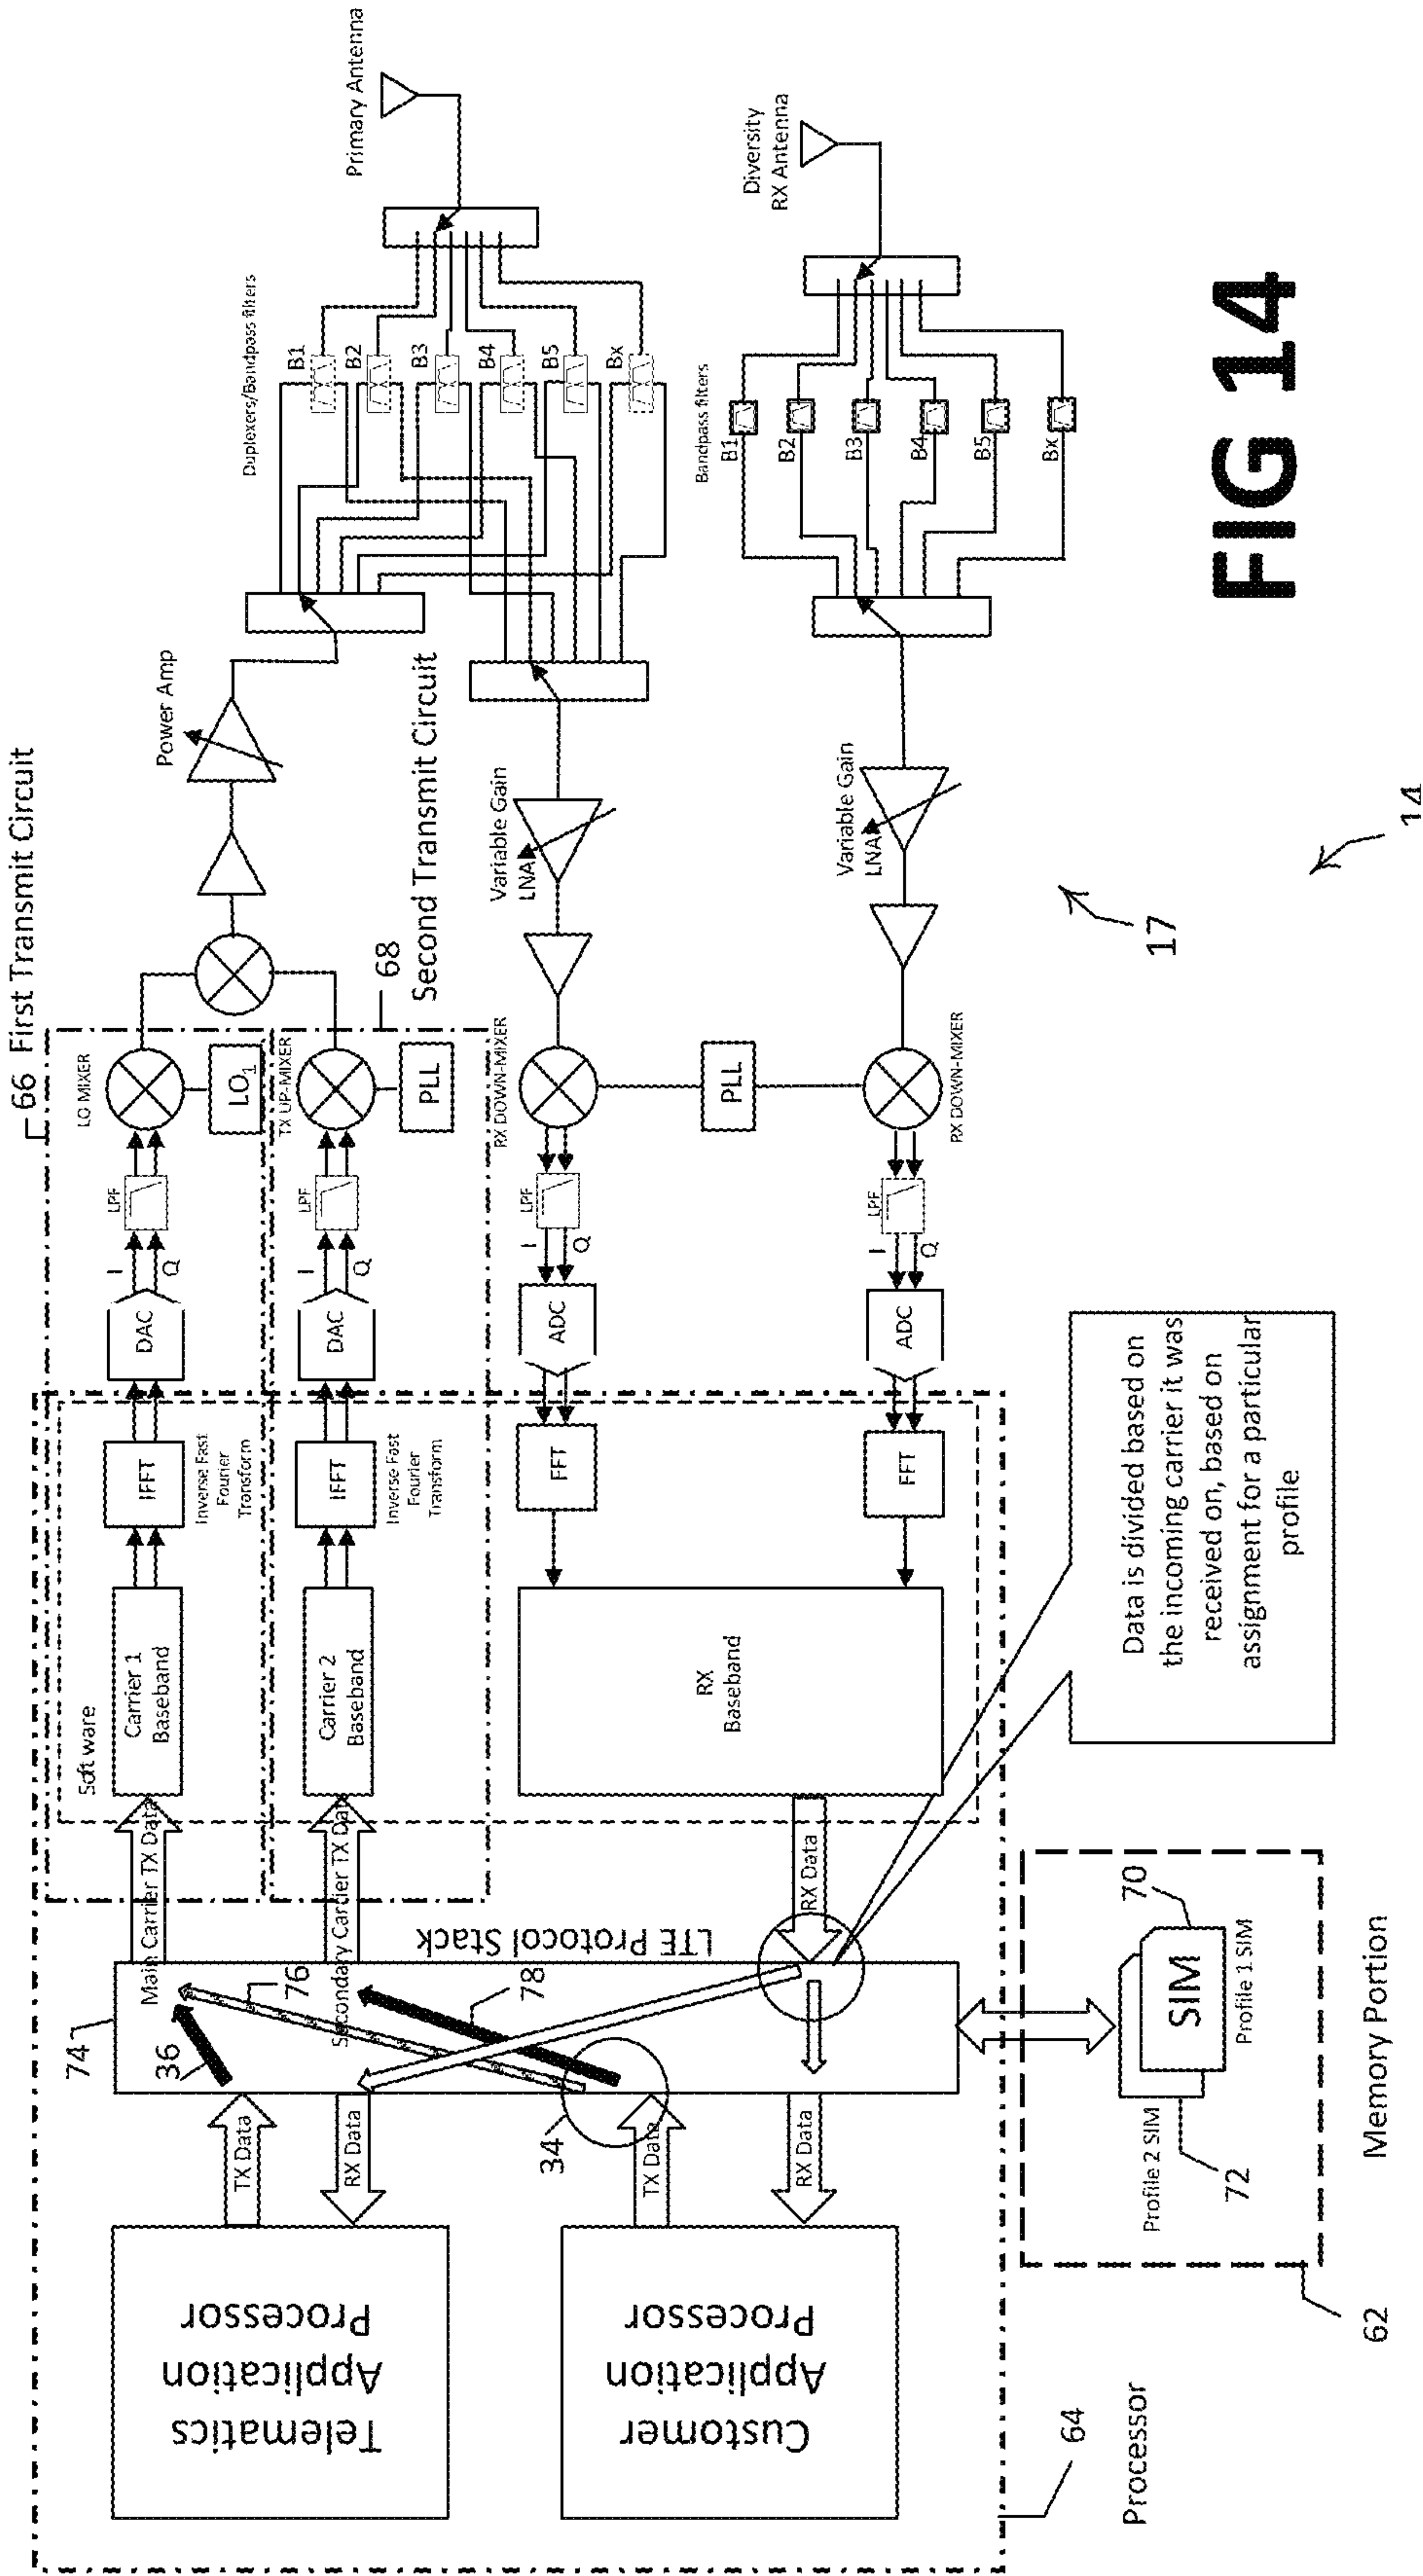 66 First Transmit Circuit
Software
Main Carrier TX Data
Carrier 1
Baseband
IFFT
Inverse Fast
Fourier
Transform
DAC
I
Q
LPF
LO MIXER
LO1
Power Amp
Duplexers/Bandpass filters
B1
B2
B3
B4
B5
Bx
Primary Antenna
Secondary Carrier TX Data
Carrier 2
Baseband
IFFT
Inverse Fast
Fourier
Transform
DAC
I
Q
LPF
TX UP-MIXER
PLL
68
Second Transmit Circuit
Telematics
Application
Processor
TX Data
RX Data
74
36
76
78
34
LTE Protocol Stack
Customer
Application
Processor
TX Data
RX Data
RX Data
RX
Baseband
FFT
ADC
I
Q
LPF
RX DOWN-MIXER
Variable Gain
LNA
PLL
FFT
ADC
I
Q
LPF
RX DOWN-MIXER
Variable Gain
LNA
Bandpass filters
B1
B2
B3
B4
B5
Bx
Diversity
RX Antenna
64
Processor
Profile 2 SIM
72
SIM
70
Profile 1 SIM
62
Memory Portion
Data is divided based on
the incoming carrier it was
received on, based on
assignment for a particular
profile
17
14
FIG 14